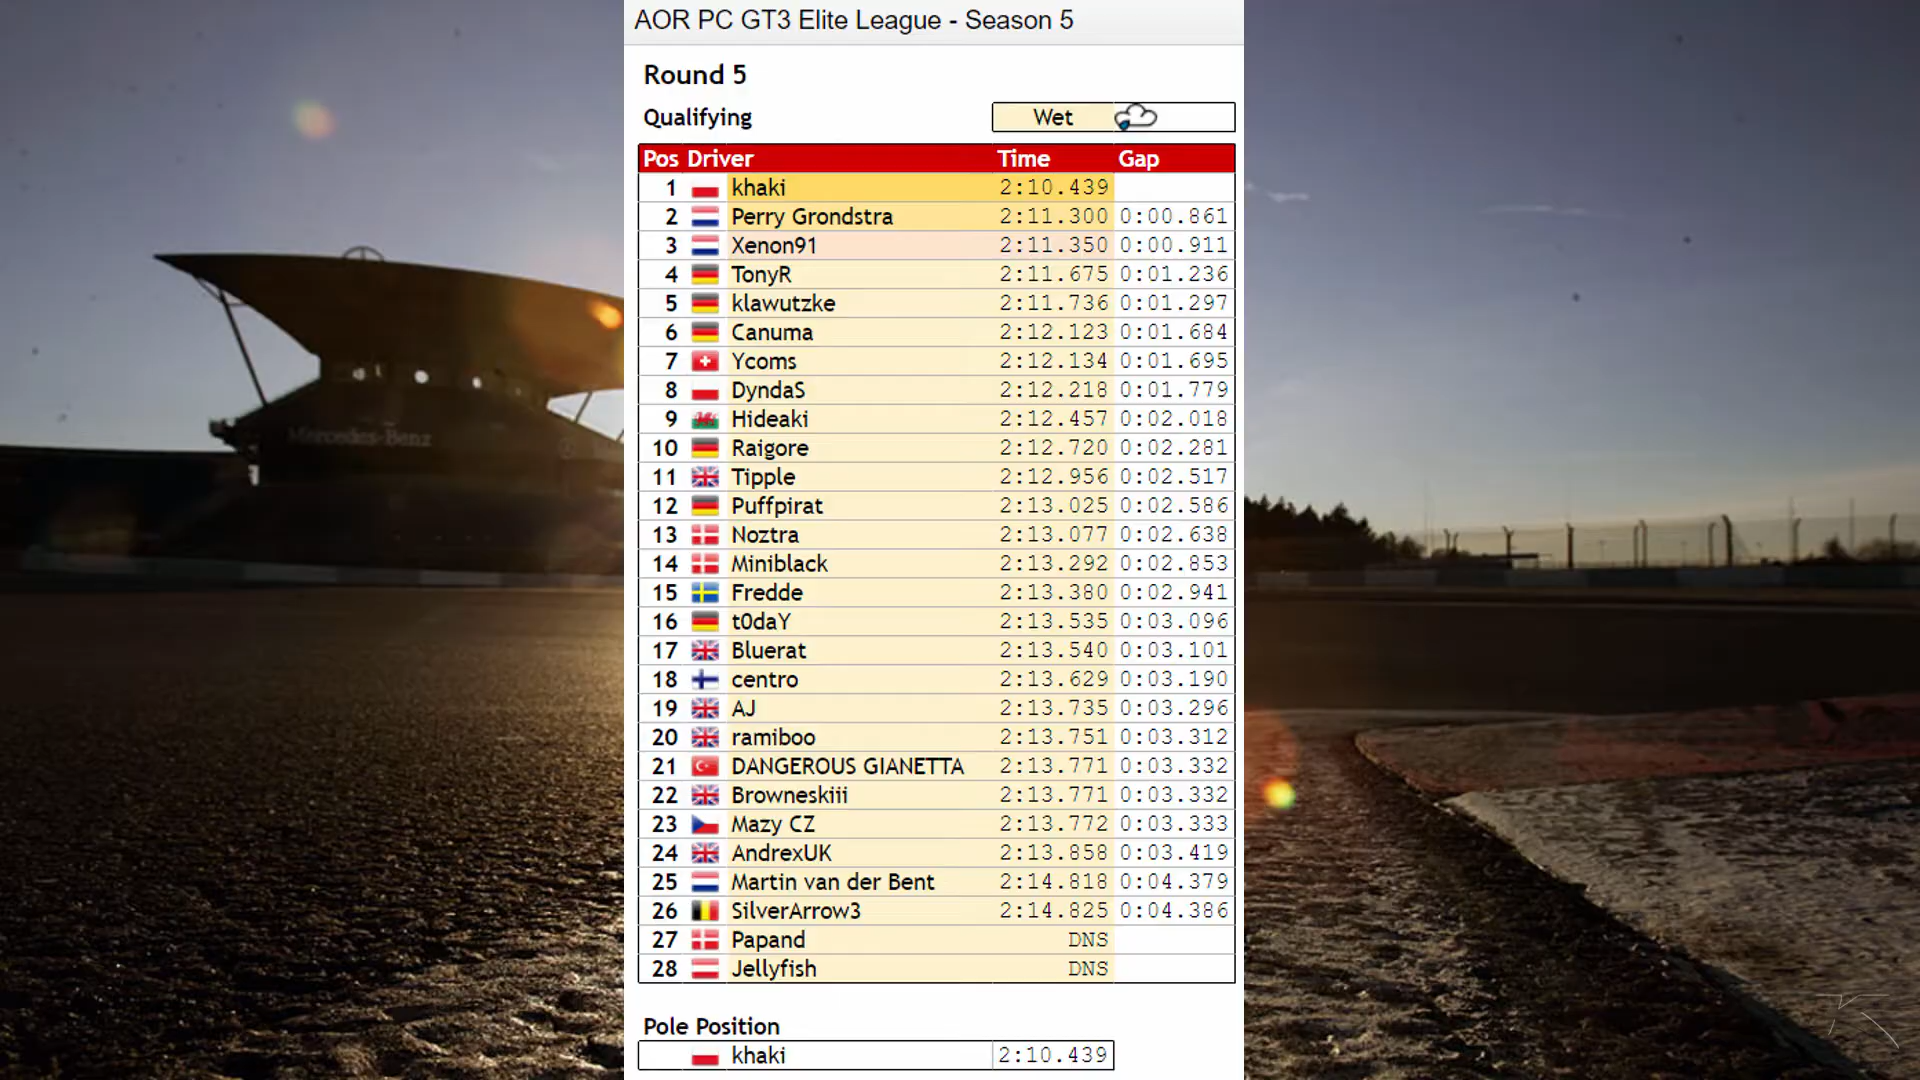 AOR PC GT3 Elite League - Season 5
Round 5
Qualifying Wet
Pos Driver Time Gap
1 khaki 2:10.439
2 Perry Grondstra 2:11.300 0:00.861
3 Xenon91 2:11.350 0:00.911
4 TonyR 2:11.675 0:01.236
5 klawutzke 2:11.736 0:01.297
6 Canuma 2:12.123 0:01.684
7 Ycoms 2:12.134 0:01.695
8 DyndaS 2:12.218 0:01.779
9 Hideaki 2:12.457 0:02.018
10 Raigore 2:12.720 0:02.281
11 Tipple 2:12.956 0:02.517
12 Puffpirat 2:13.025 0:02.586
13 Noztra 2:13.077 0:02.638
14 Miniblack 2:13.292 0:02.853
15 Fredde 2:13.380 0:02.941
16 t0daY 2:13.535 0:03.096
17 Bluerat 2:13.540 0:03.101
18 centro 2:13.629 0:03.190
19 AJ 2:13.735 0:03.296
20 ramiboo 2:13.751 0:03.312
21 DANGEROUS GIANETTA 2:13.771 0:03.332
22 Browneskiii 2:13.771 0:03.332
23 Mazy CZ 2:13.772 0:03.333
24 AndrexUK 2:13.858 0:03.419
25 Martin van der Bent 2:14.818 0:04.379
26 SilverArrow3 2:14.825 0:04.386
27 Papand DNS
28 Jellyfish DNS
Pole Position
khaki 2:10.439
Mercedes-Benz